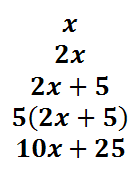 x
2x
2x + 5
5(2x + 5)
10x + 25